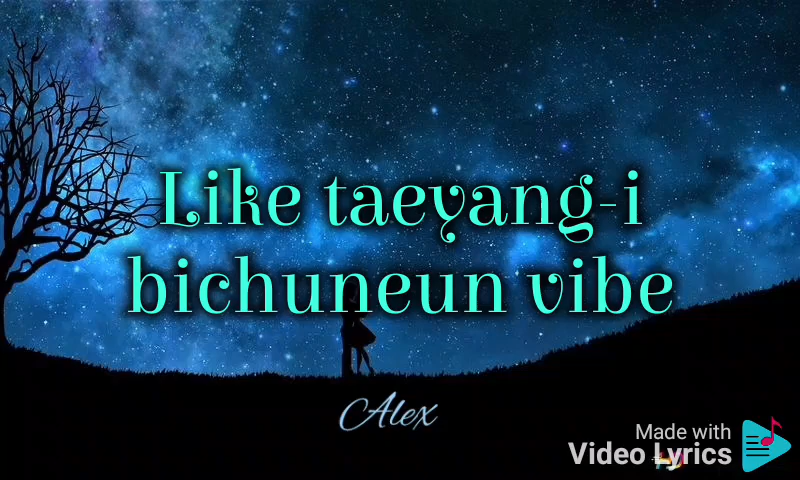 Like taeyang-i
bichuneun vibe
Alex
Made with
Video Lyrics